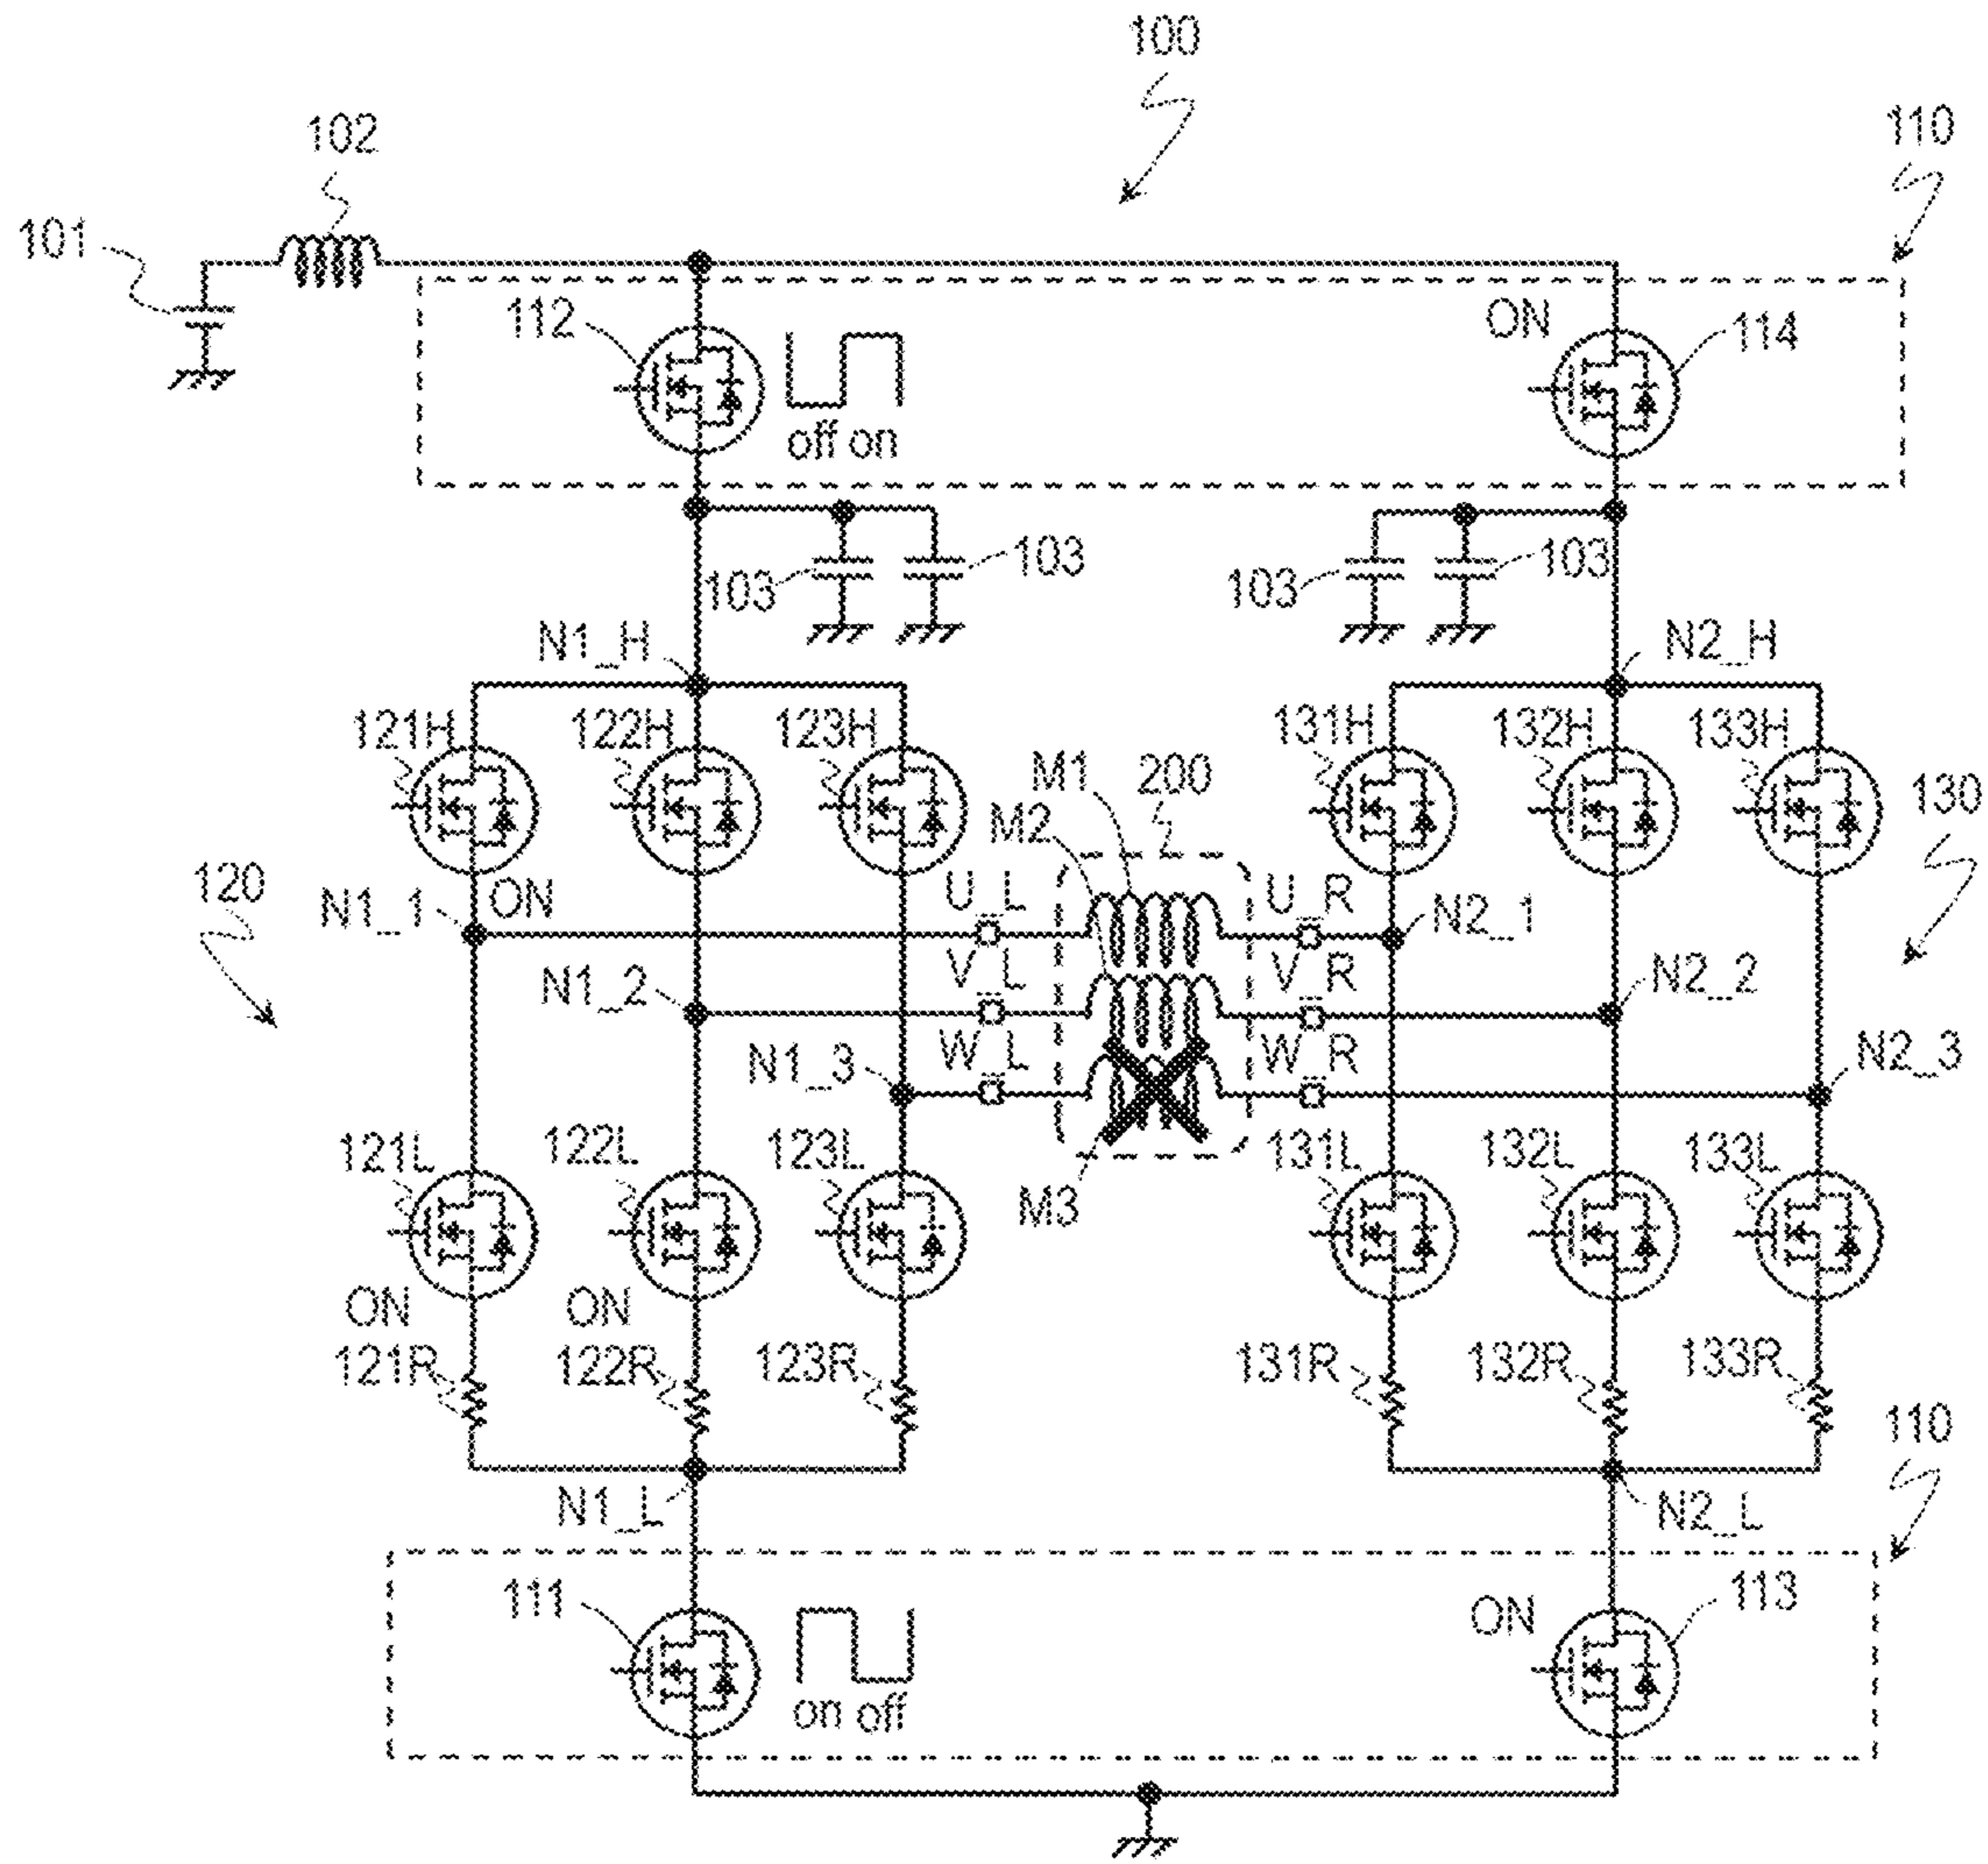 100
102
110
101
112
ON
114
off on
103
103
103
103
N1_H
N2_H
121H
122H
123H
M1
200
131H
132H
133H
M2
130
120
N1_1
ON
U_L
U_R
N2_1
N1_2
V_L
V_R
N2_2
N1_3
W_L
W_R
N2_3
121L
122L
123L
M3
131L
132L
133L
ON
ON
121R
122R
123R
131R
132R
133R
110
N1_L
N2_L
111
ON
113
on off